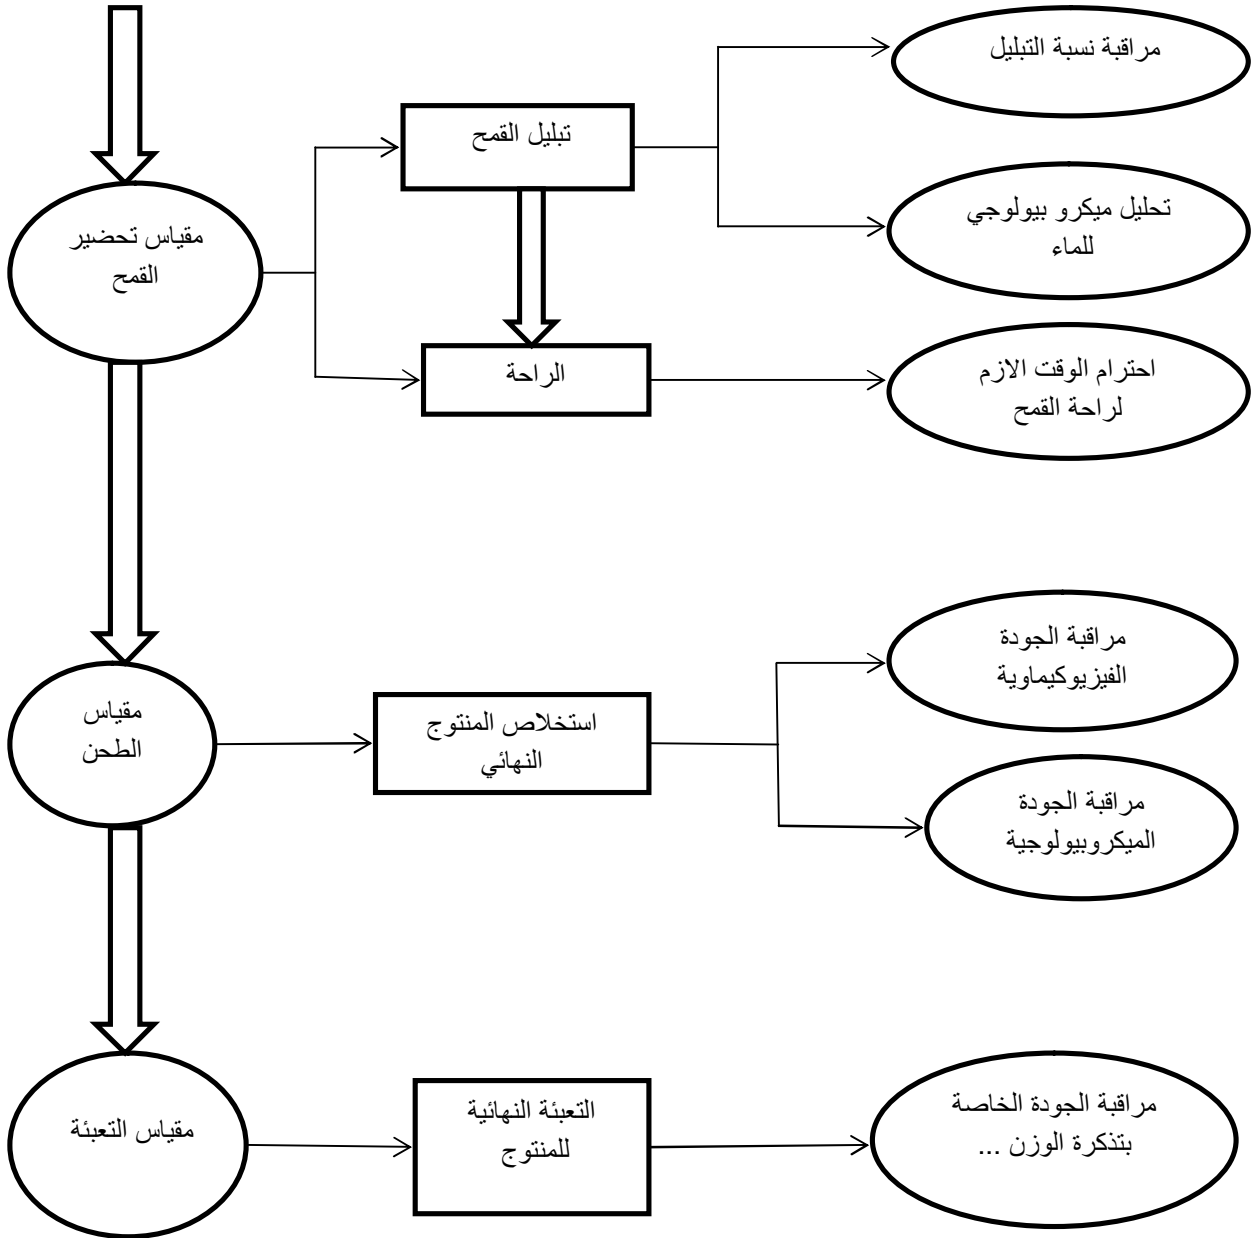 مراقبة نسبة التبليل
تبليل القمح
تحليل ميكرو بيولوجي
للماء
مقياس تحضير
القمح
الراحة
احترام الوقت الازم
لراحة القمح
مراقبة الجودة
الفيزيوكيماوية
مقياس
الطحن
استخلاص المنتوج
النهائي
مراقبة الجودة
الميكروبيولوجية
مقياس التعبئة
التعبئة النهائية
للمنتوج
مراقبة الجودة الخاصة
بتذكرة الوزن ...